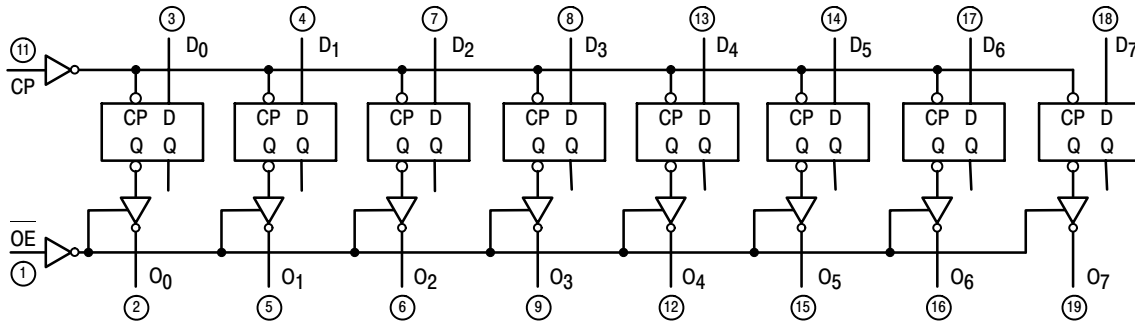 3 4 7 8 13 14 17 18
11 D0 D1 D2 D3 D4 D5 D6 D7
CP
CP D CP D CP D CP D CP D CP D CP D CP D
Q Q Q Q Q Q Q Q Q Q Q Q Q Q Q Q
OE
1 O0 O1 O2 O3 O4 O5 O6 O7
2 5 6 9 12 15 16 19